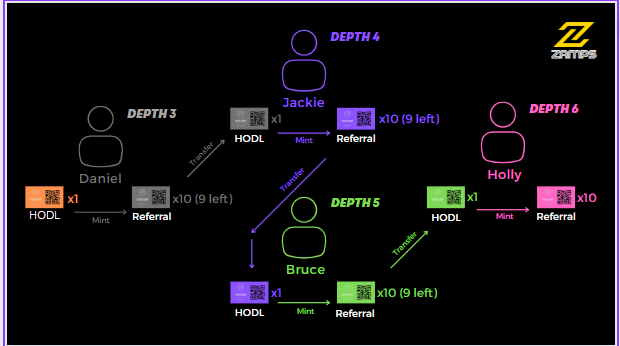 DEPTH 4
ZAMPS
Jackie
DEPTH 3
DEPTH 6
x1
x10 (9 left)
HODL
Mint
Referral
Transfer
Daniel
Holly
x1
x10 (9 left)
HODL
Mint
Referral
Transfer
DEPTH 5
x1
x10
HODL
Mint
Referral
Transfer
Bruce
x1
x10 (9 left)
HODL
Mint
Referral